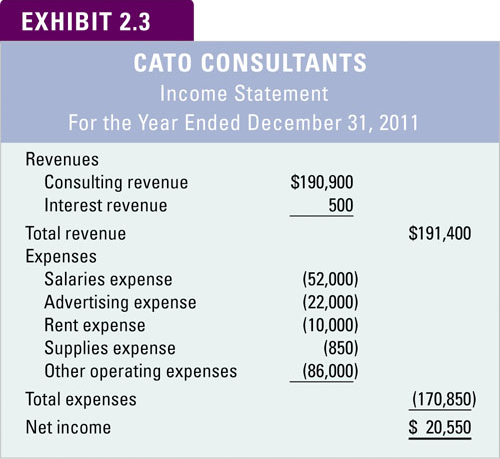 EXHIBIT 2.3
CATO CONSULTANTS
Income Statement
For the Year Ended December 31, 2011
Revenues
Consulting revenue $190,900
Interest revenue 500
Total revenue $191,400
Expenses
Salaries expense (52,000)
Advertising expense (22,000)
Rent expense (10,000)
Supplies expense (850)
Other operating expenses (86,000)
Total expenses (170,850)
Net income $ 20,550